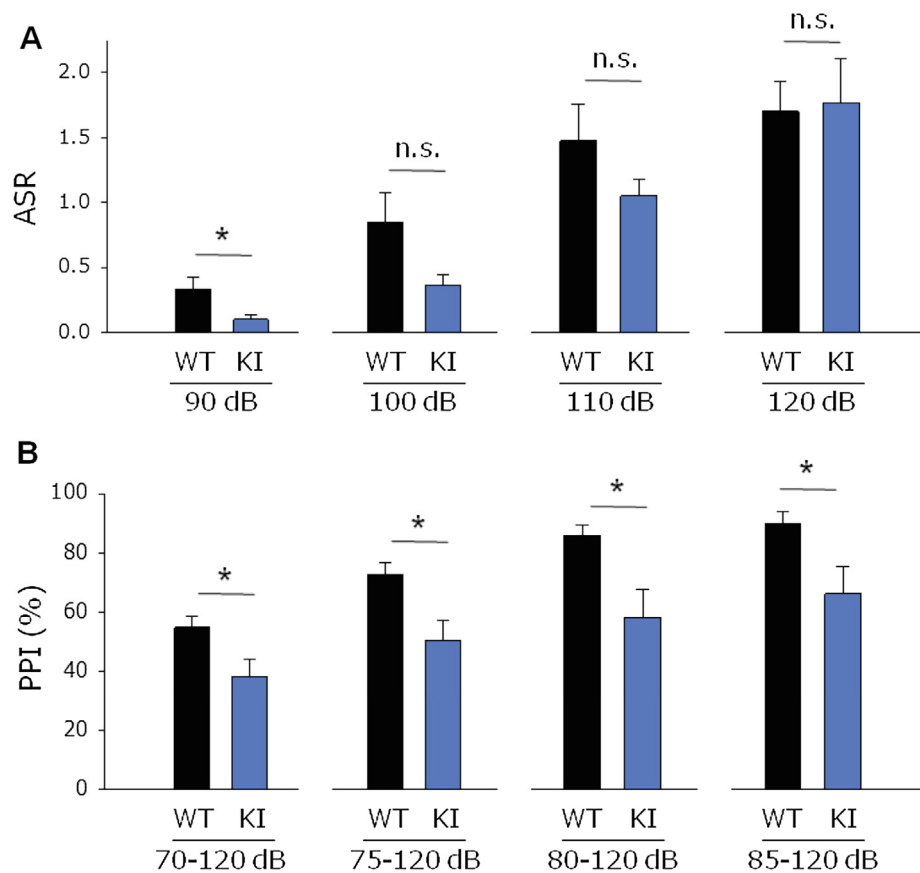 A
n.s.
n.s.
n.s.
*
2.0
1.5
1.0
0.5
0.0
ASR
WT KI WT KI WT KI WT KI
90 dB 100 dB 110 dB 120 dB
B
*
*
*
*
100
80
60
40
20
0
PPI (%)
WT KI WT KI WT KI WT KI
70-120 dB 75-120 dB 80-120 dB 85-120 dB